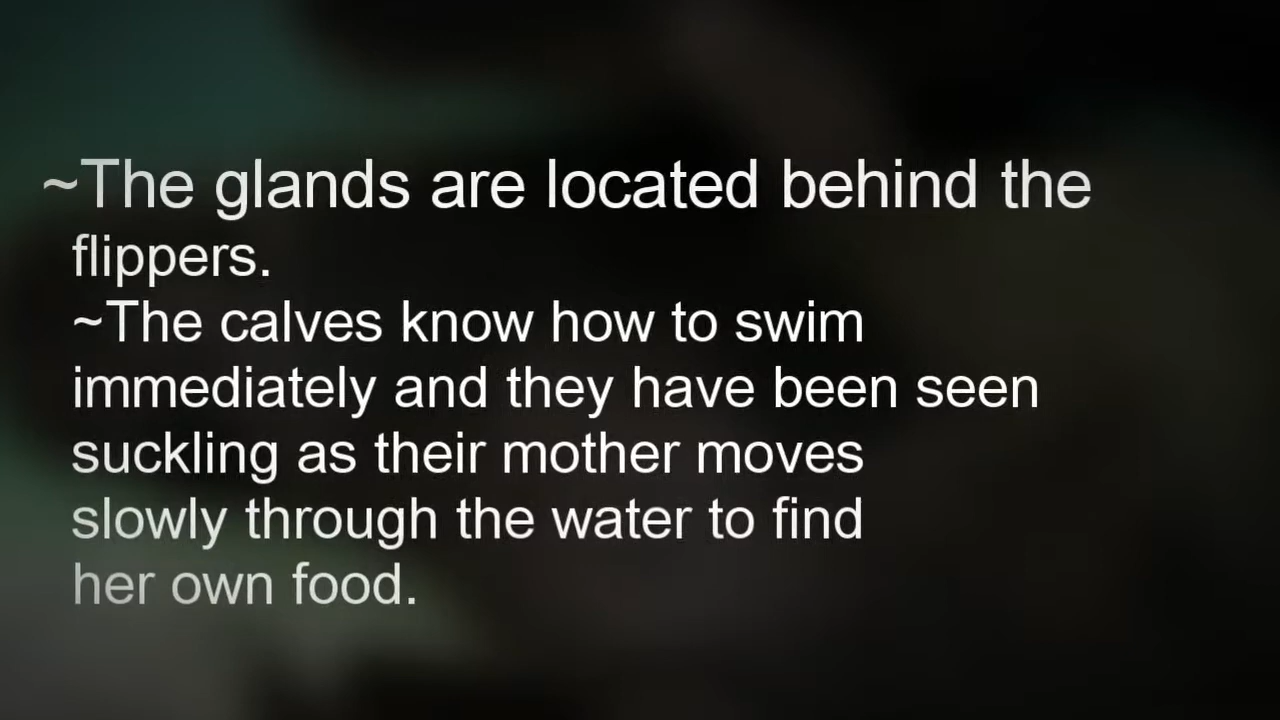 ~The glands are located behind the
flippers.
~The calves know how to swim
immediately and they have been seen
suckling as their mother moves
slowly through the water to find
her own food.